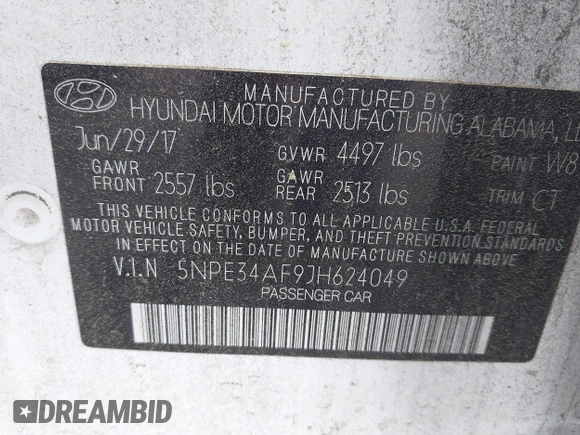 MANUFACTURED BY
HYUNDAI MOTOR MANUFACTURING ALABAMA,
Jun/29/17 GVWR 4497 lbs PAINT W8
GAWR FRONT 2557 lbs GAWR REAR 2513 lbs TRIM CT
THIS VEHICLE CONFORMS TO ALL APPLICABLE U.S.A. FEDERAL
MOTOR VEHICLE SAFETY, BUMPER, AND THEFT PREVENTION STANDARDS
IN EFFECT ON THE DATE OF MANUFACTURE SHOWN ABOVE.
V.I.N 5NPE34AF9JH624049
PASSENGER CAR
DREAMBID